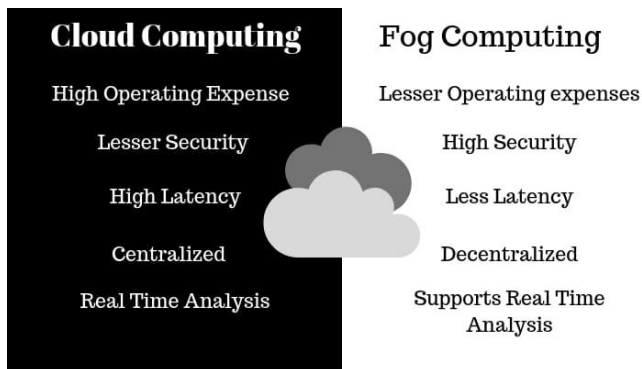 Cloud Computing
High Operating Expense
Lesser Security
High Latency
Centralized
Real Time Analysis
Fog Computing
Lesser Operating expenses
High Security
Less Latency
Decentralized
Supports Real Time
Analysis